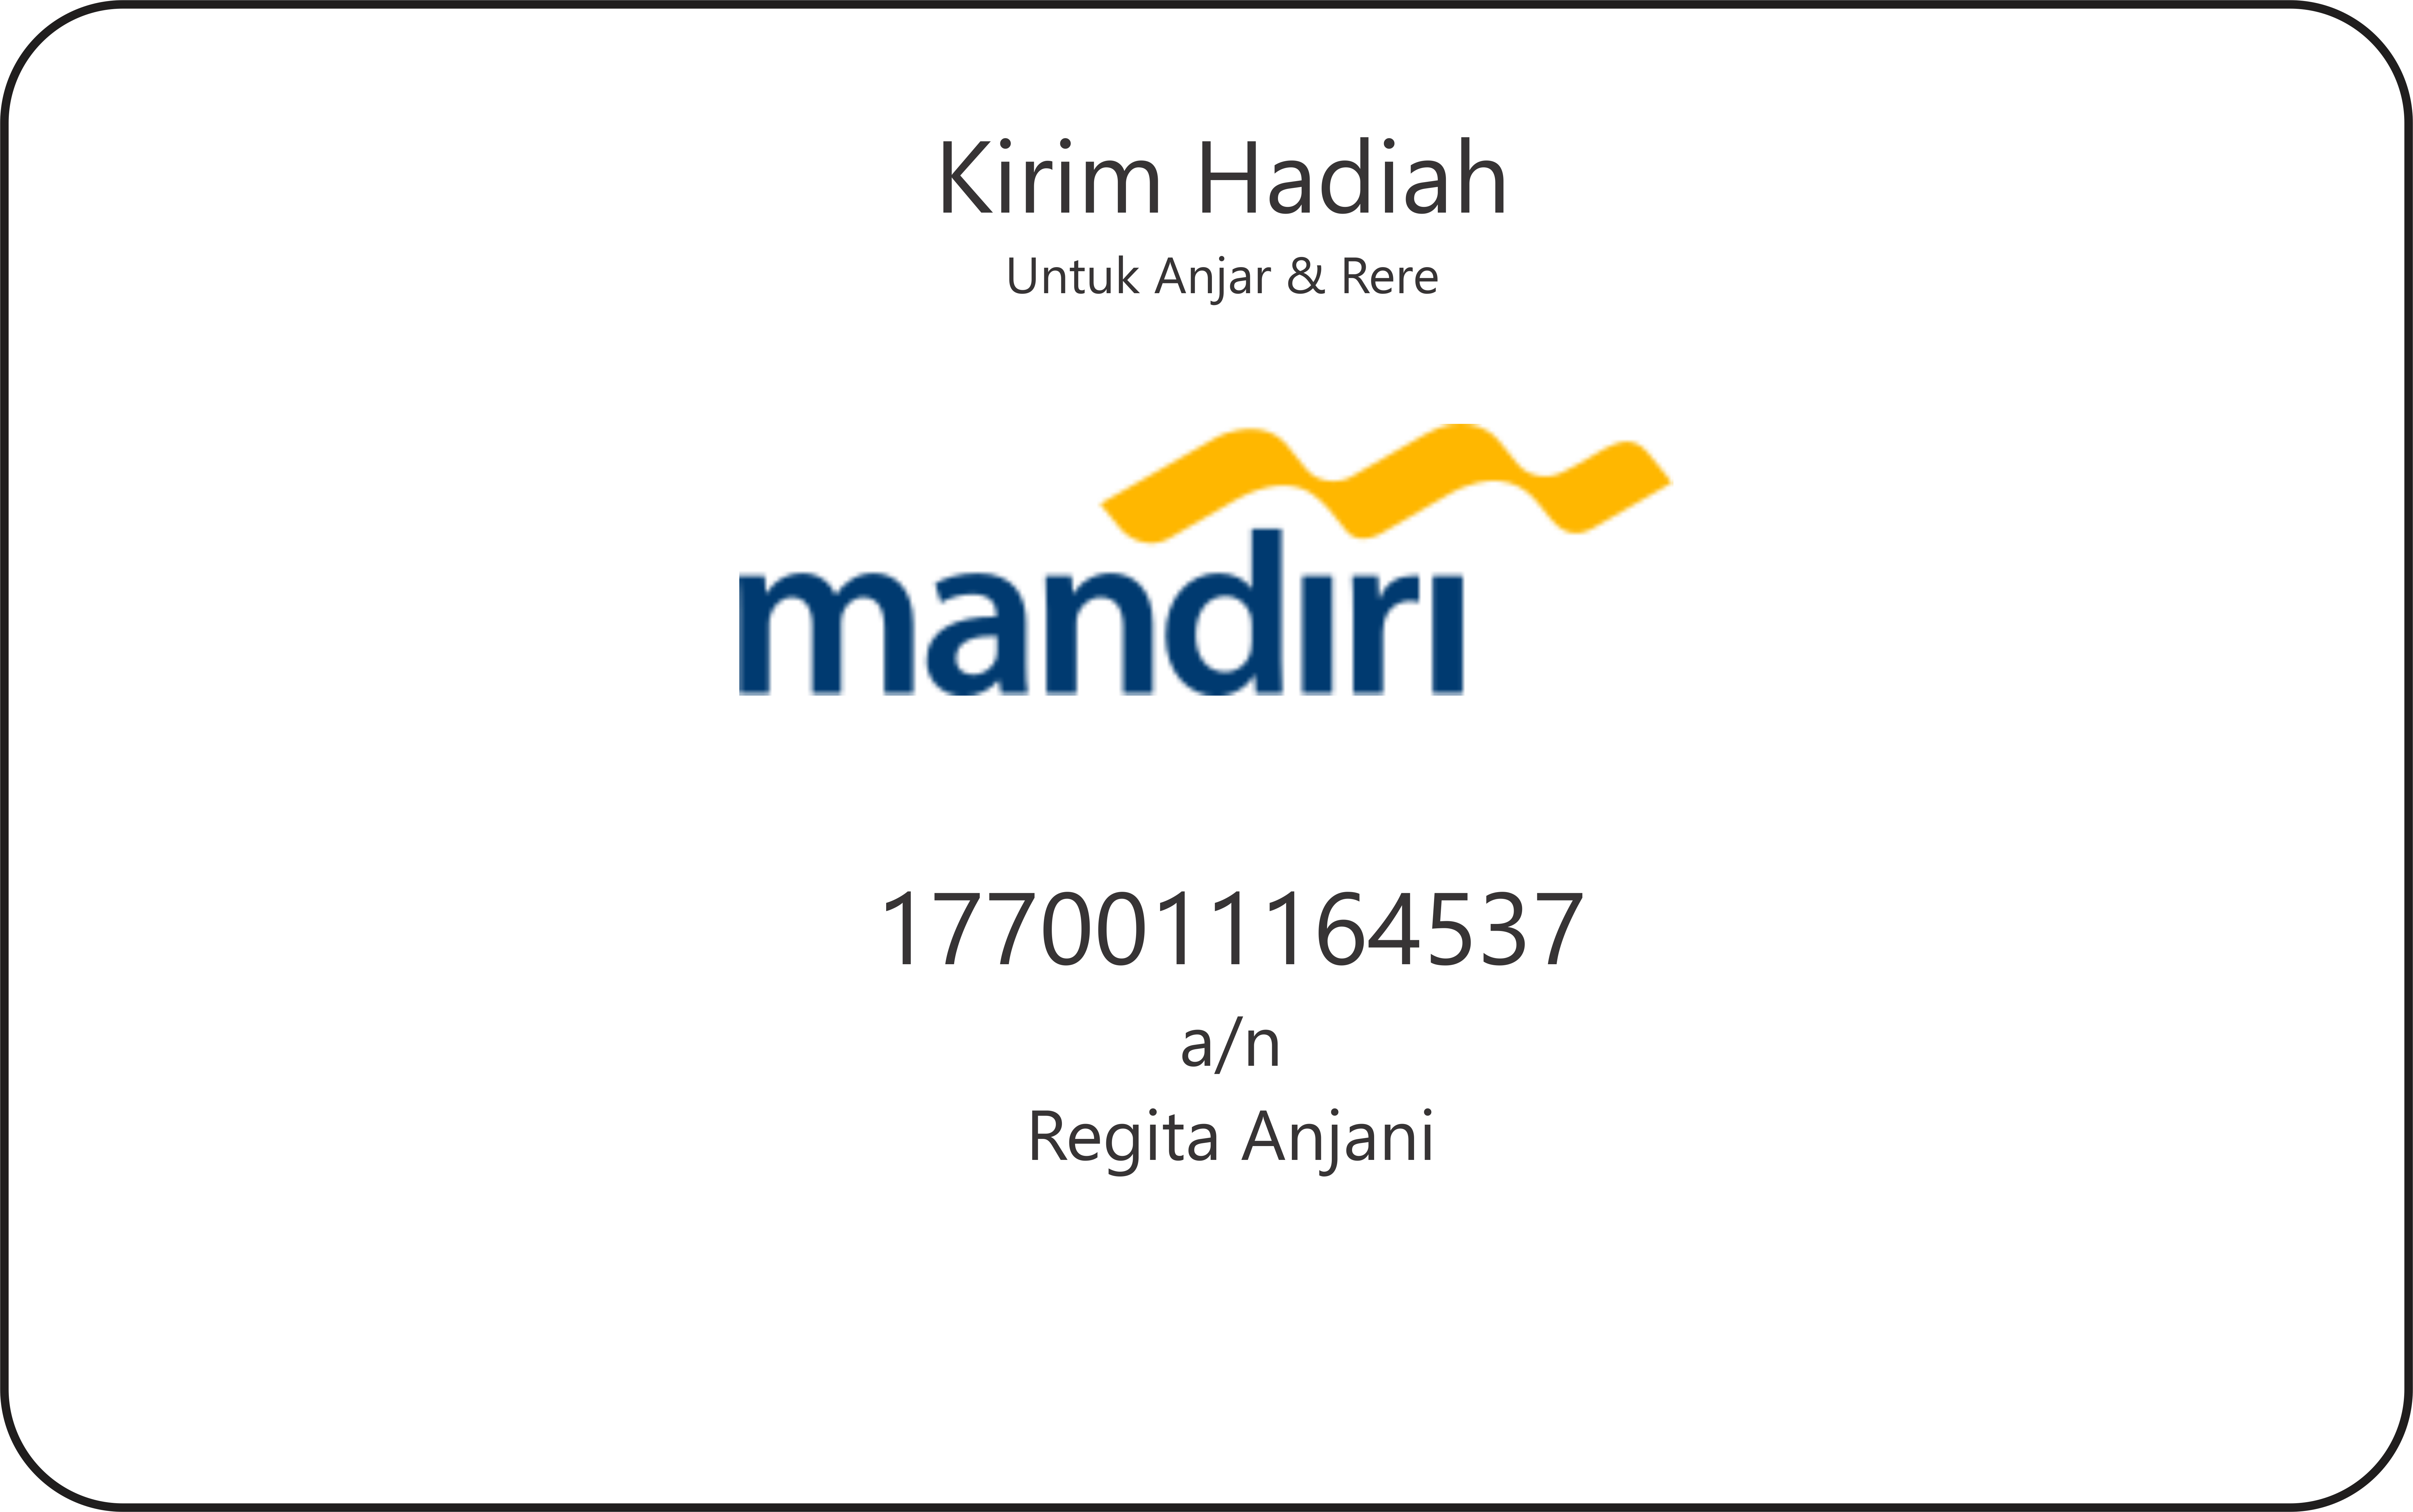 Kirim Hadiah
Untuk Anjar & Rere
mandiri
1770011164537
a/n
Regita Anjani